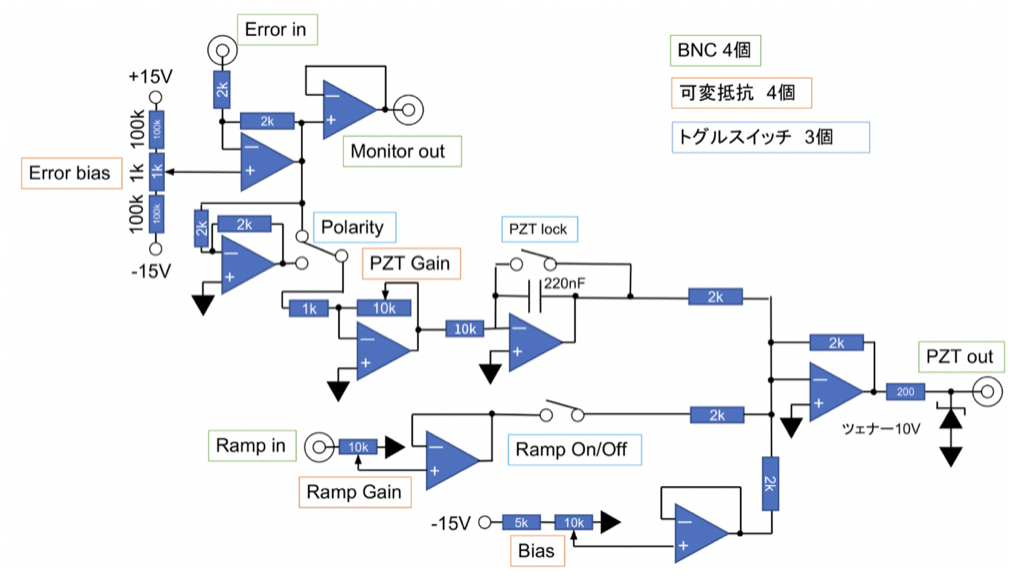 Error in
BNC 4個
+15V
可変抵抗 4個
2k
100k
100k
2k
トグルスイッチ 3個
+
+
Monitor out
Error bias
1k
1k
100k
100k
2k
2k
Polarity
PZT lock
-15V
+
PZT Gain
220nF
1k
10k
10k
2k
+
+
2k
PZT out
200
+
ツェナー10V
2k
Ramp in
10k
Ramp On/Off
+
Ramp Gain
2k
-15V
5k
10k
Bias
+